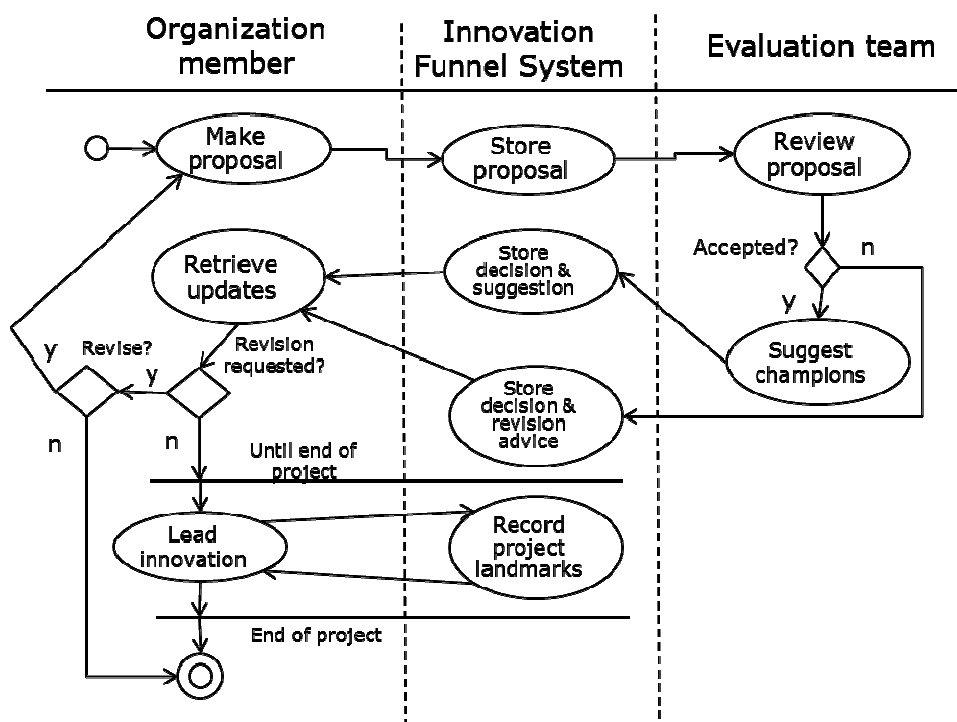 Organization
member
Innovation
Funnel System
Evaluation team
Make
proposal
Store
proposal
Review
proposal
Accepted?
n
y
Retrieve
updates
Store
decision &
suggestion
Suggest
champions
Revision
requested?
Revise?
y
y
n
n
Store
decision &
revision
advice
Until end of
project
Lead
innovation
Record
project
landmarks
End of project